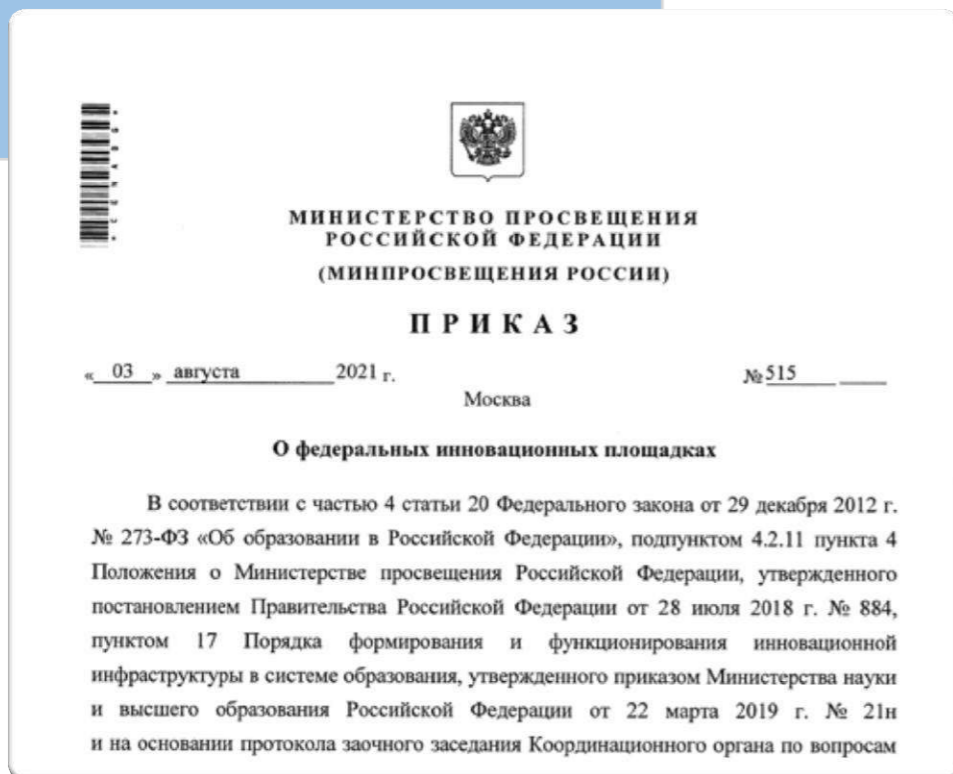 МИНИСТЕРСТВО ПРОСВЕЩЕНИЯ
РОССИЙСКОЙ ФЕДЕРАЦИИ
(МИНПРОСВЕЩЕНИЯ РОССИИ)
ПРИКАЗ
« 03 » августа 2021 г. № 515
Москва
О федеральных инновационных площадках
В соответствии с частью 4 статьи 20 Федерального закона от 29 декабря 2012 г.
№ 273-ФЗ «Об образовании в Российской Федерации», подпунктом 4.2.11 пункта 4
Положения о Министерстве просвещения Российской Федерации, утвержденного
постановлением Правительства Российской Федерации от 28 июля 2018 г. № 884,
пунктом 17 Порядка формирования и функционирования инновационной
инфраструктуры в системе образования, утвержденного приказом Министерства науки
и высшего образования Российской Федерации от 22 марта 2019 г. № 21н
и на основании протокола заочного заседания Координационного органа по вопросам